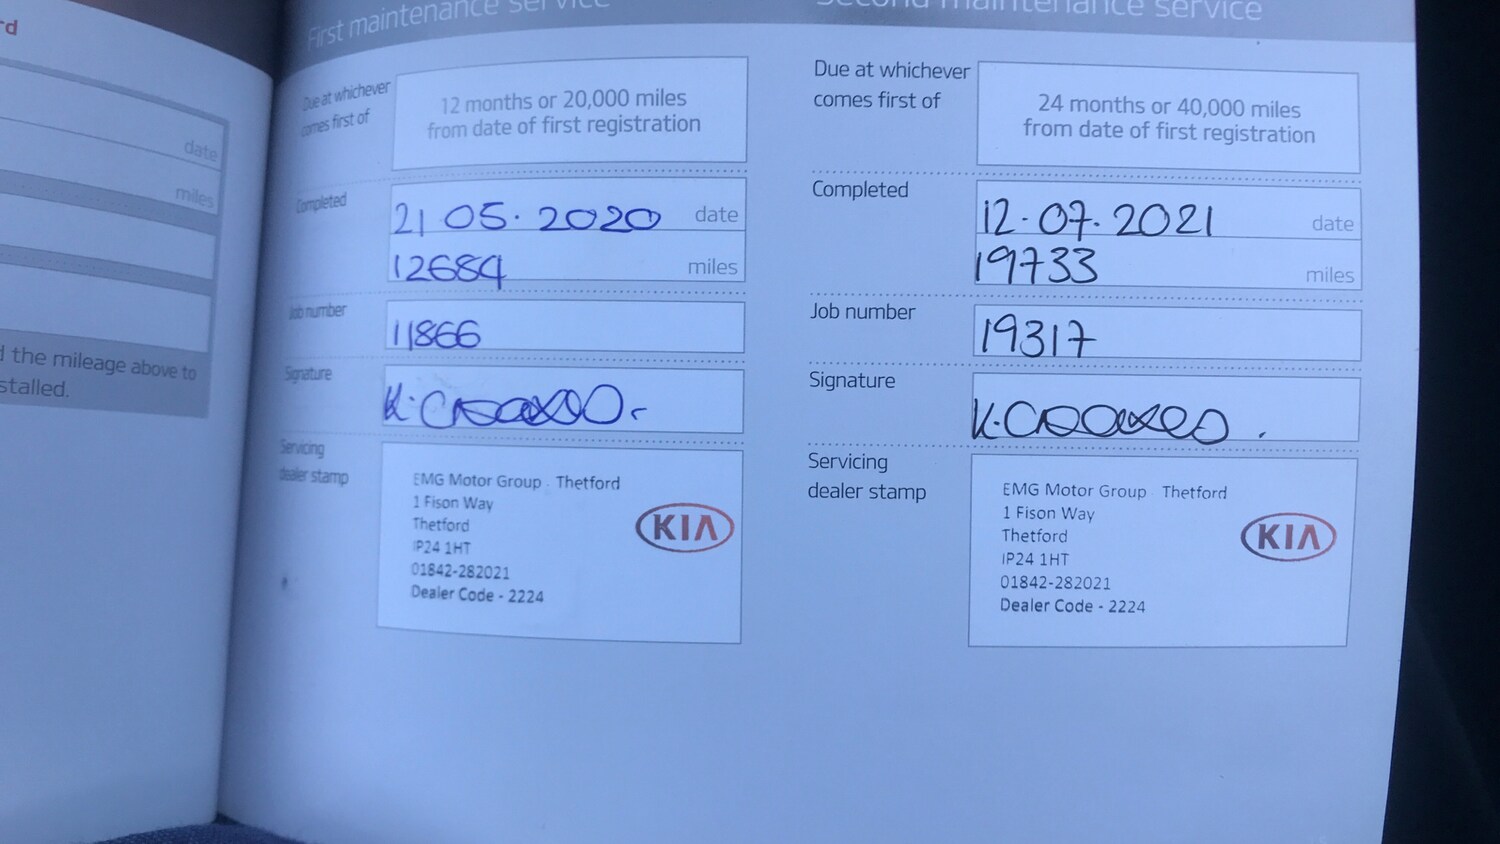 rd
date
miles
d the mileage above to
stalled.
First maintenance service
Due at whichever
comes first of
12 months or 20,000 miles
from date of first registration
Completed
21 05. 2020 date
12684 miles
Job number
11866
Signature
Servicing
dealer stamp
EMG Motor Group - Thetford
1 Fison Way
Thetford
IP24 1HT
01842-282021
Dealer Code - 2224
KIA
Second maintenance service
Due at whichever
comes first of
24 months or 40,000 miles
from date of first registration
Completed
12.07.2021 date
19733 miles
Job number
19317
Signature
Servicing
dealer stamp
EMG Motor Group - Thetford
1 Fison Way
Thetford
IP24 1HT
01842-282021
Dealer Code - 2224
KIA